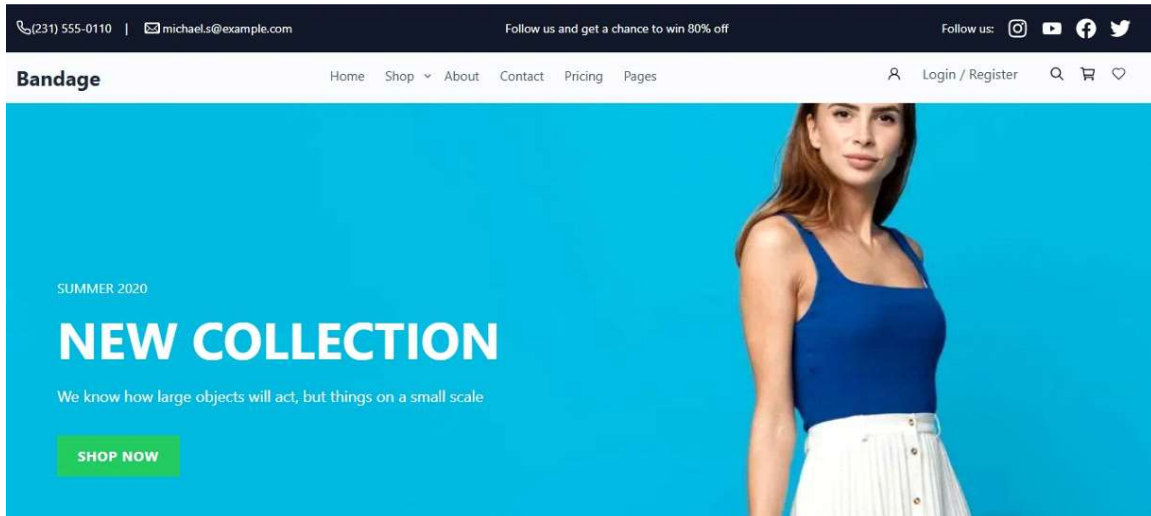 (231) 555-0110 | michael.s@example.com Follow us and get a chance to win 80% off Follow us:
Bandage Home Shop About Contact Pricing Pages Login / Register
SUMMER 2020
NEW COLLECTION
We know how large objects will act, but things on a small scale
SHOP NOW